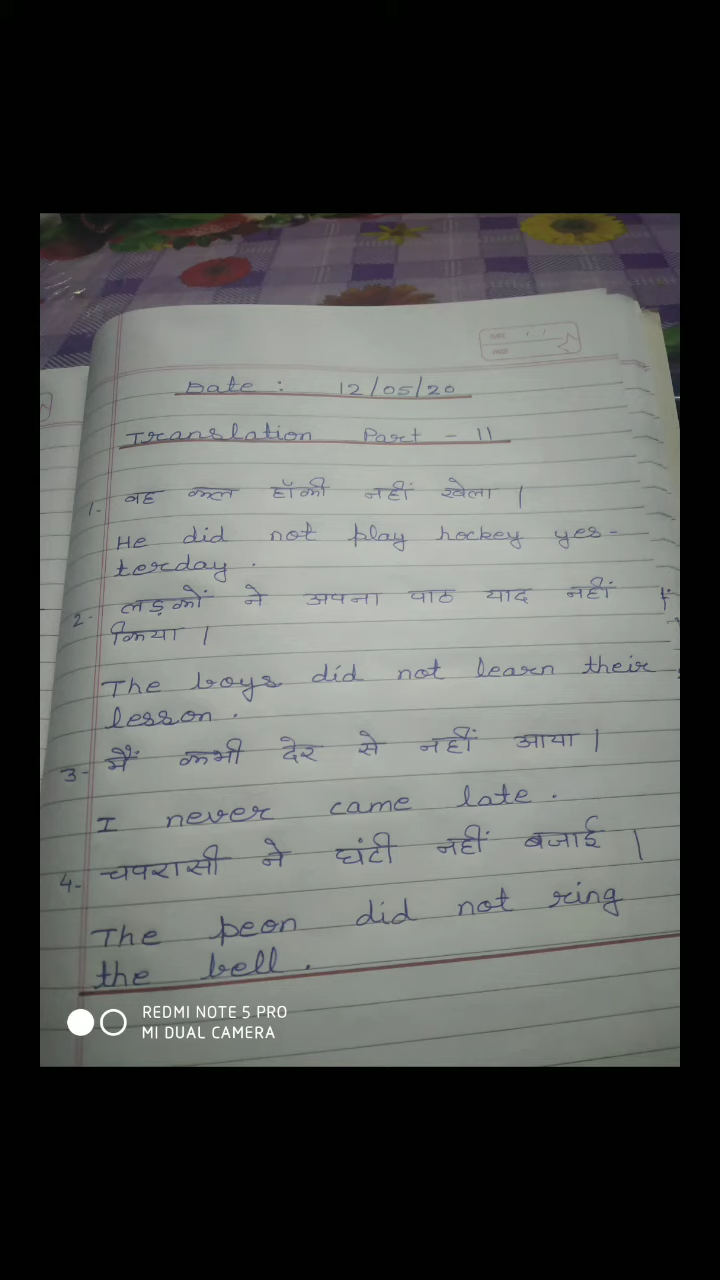 Date : 12/05/20
Translation Part - 11
1. वह कल हॉकी नहीं खेला |
He did not play hockey yes-
terday .
2. लड़कों ने अपना पाठ याद नहीं
किया |
The boys did not learn their
lesson .
3- मैं कभी देर से नहीं आया |
I never came late .
4- चपरासी ने घंटी नहीं बजाई |
The peon did not ring
the bell .
REDMI NOTE 5 PRO
MI DUAL CAMERA